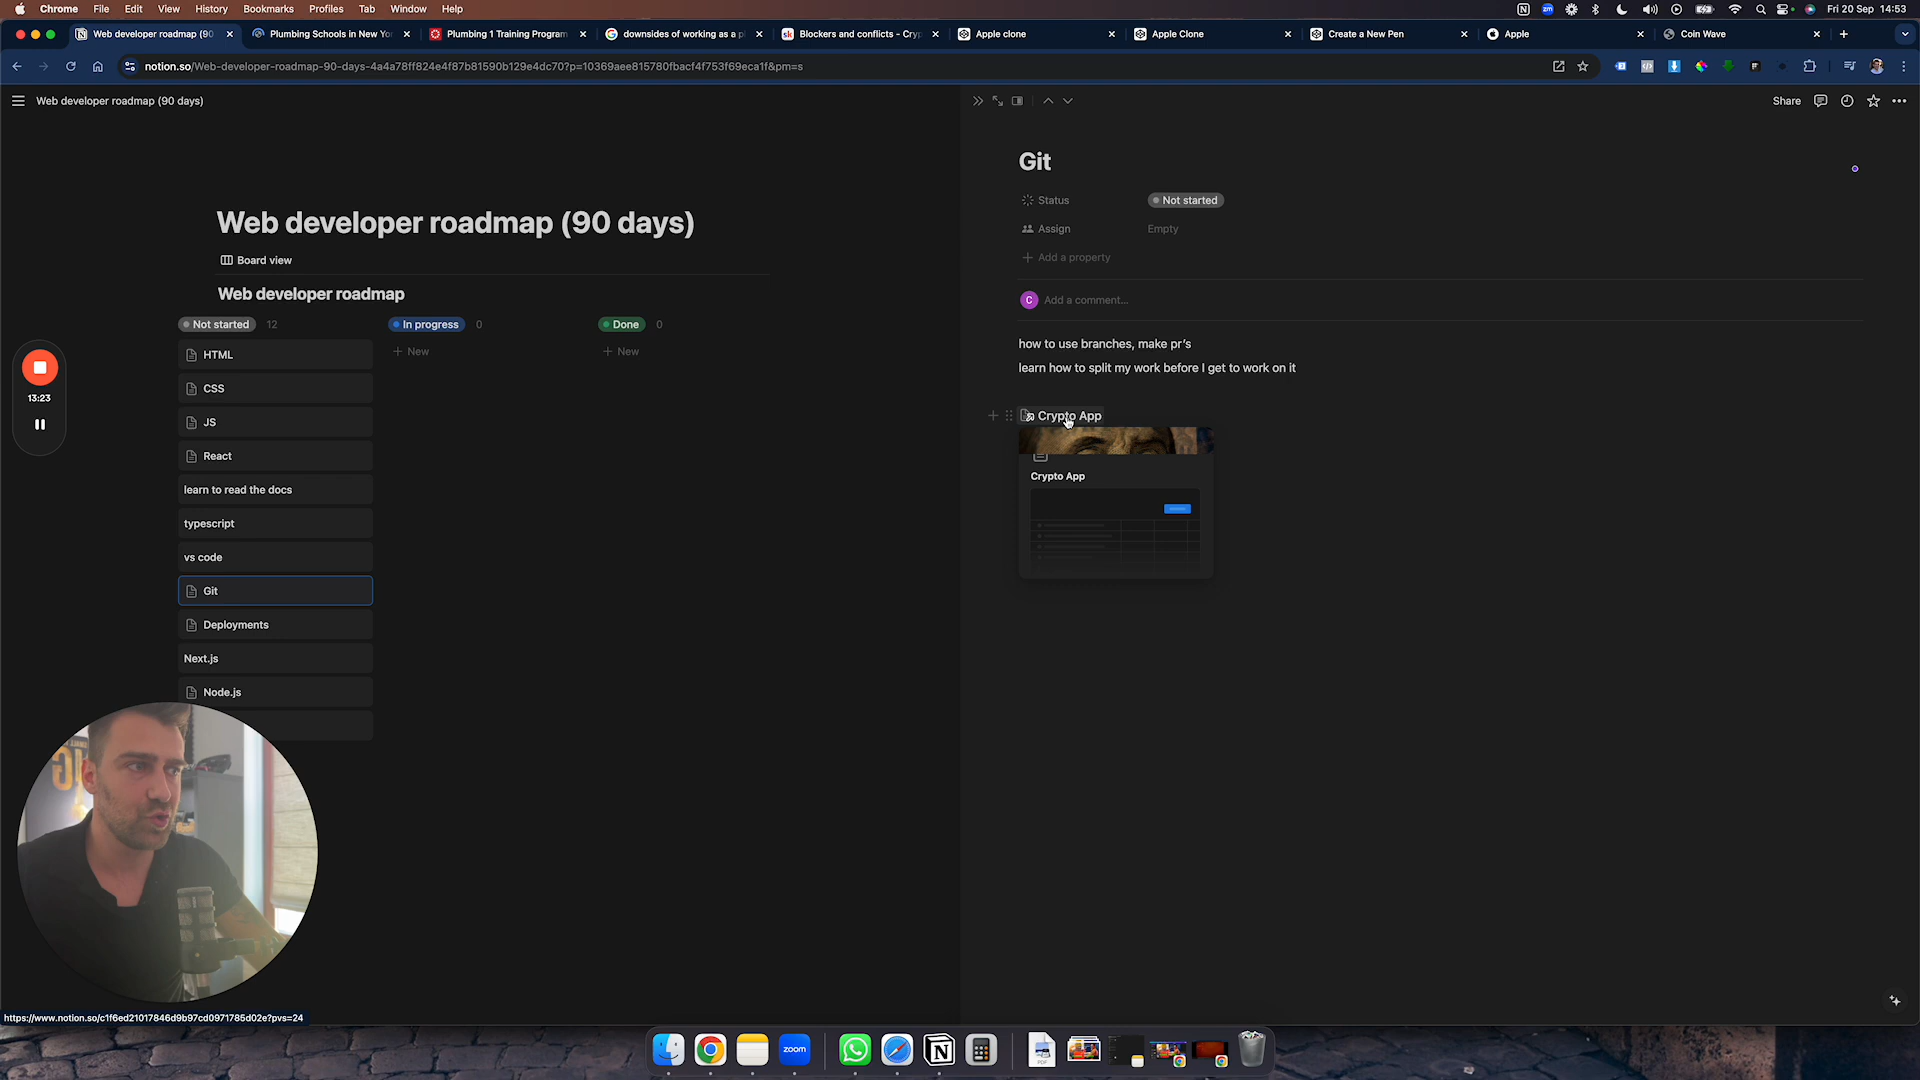 Chrome File Edit View History Bookmarks Profiles Tab Window Help
Fri 20 Sep 14:53
Web developer roadmap (90
Plumbing Schools in New Yor
Plumbing 1 Training Program
downsides of working as a pl
Blockers and conflicts - Cryp
Apple clone
Apple Clone
Create a New Pen
Apple
Coin Wave
notion.so/Web-developer-roadmap-90-days-4a4a78ff824e4f87b81590b129e4dc70?p=10369aee815780fbacf4f753f69eca1f&pm=s
Web developer roadmap (90 days)
Share
Web developer roadmap (90 days)
Board view
Web developer roadmap
Not started 12
In progress 0
Done 0
New
New
HTML
CSS
JS
React
learn to read the docs
typescript
vs code
Git
Deployments
Next.js
Node.js
13:23
Git
Status Not started
Assign Empty
Add a property
C Add a comment...
how to use branches, make pr's
learn how to split my work before I get to work on it
Crypto App
Crypto App
https://www.notion.so/c1f6ed21017846d9b97cd0971785d02e?pvs=24
zoom
PDF